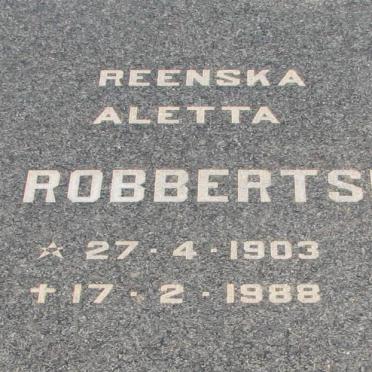 REENSKA
ALETTA
ROBBERTS
27 · 4 · 1903
17 · 2 · 1988